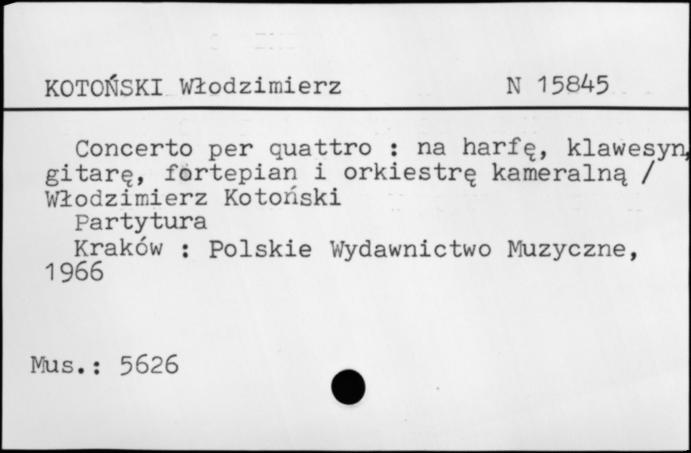 KOTOŃSKI Włodzimierz N 15845
Concerto per quattro : na harfę, klawesyn,
gitarę, fortepian i orkiestrę kameralną /
Włodzimierz Kotoński
Partytura
Kraków : Polskie Wydawnictwo Muzyczne,
1966
Mus.: 5626